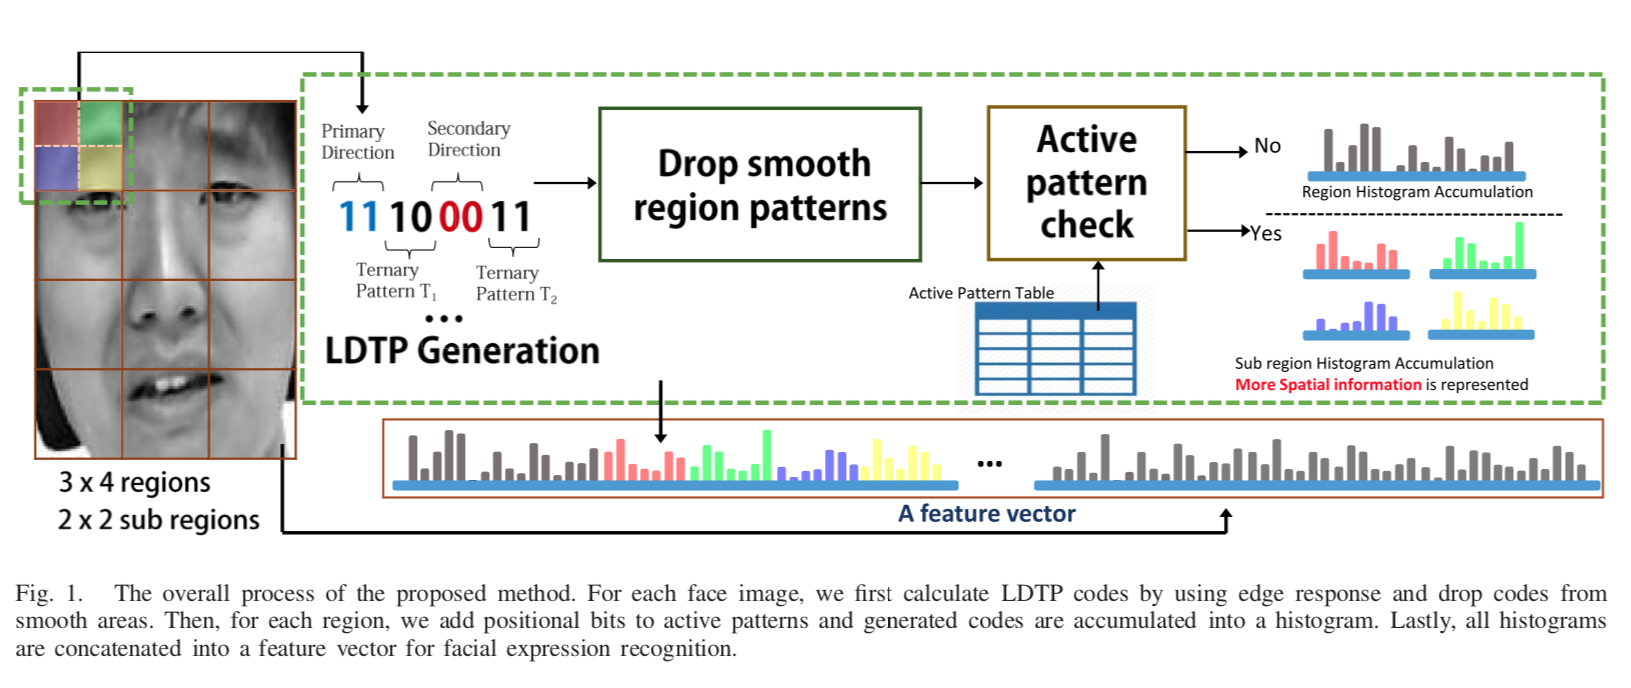 Primary
Direction
Secondary
Direction
11 10 00 11
Ternary
Pattern T1
Ternary
Pattern T2
...
LDTP Generation
Drop smooth
region patterns
Active
pattern
check
Active Pattern Table
No
Region Histogram Accumulation
Yes
Sub region Histogram Accumulation
More Spatial information is represented
3 x 4 regions
2 x 2 sub regions
...
A feature vector
Fig. 1. The overall process of the proposed method. For each face image, we first calculate LDTP codes by using edge response and drop codes from
smooth areas. Then, for each region, we add positional bits to active patterns and generated codes are accumulated into a histogram. Lastly, all histograms
are concatenated into a feature vector for facial expression recognition.